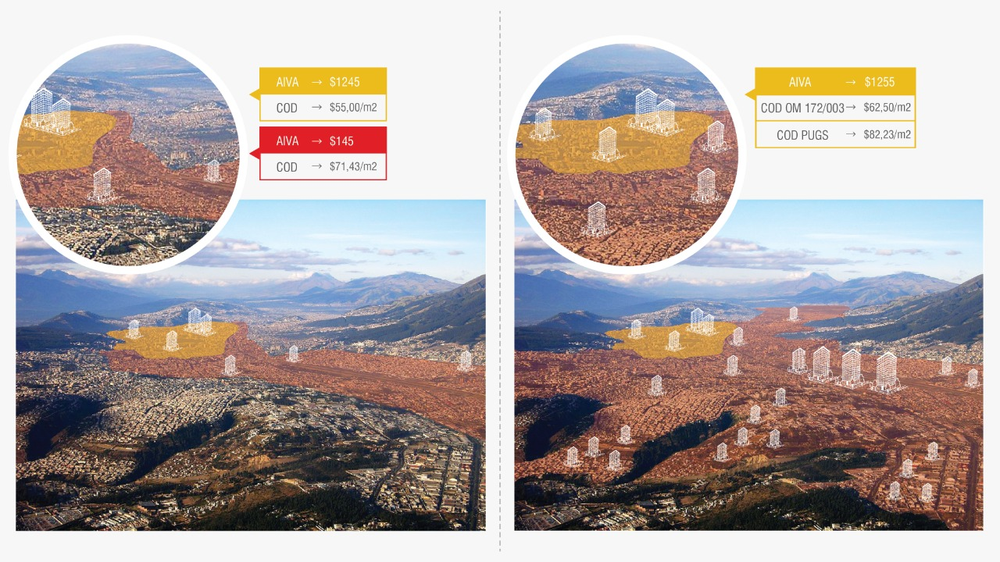 AIVA → $1245
COD → $55,00/m2
AIVA → $145
COD → $71,43/m2
AIVA → $1255
COD OM 172/003→ $62,50/m2
COD PUGS → $82,23/m2